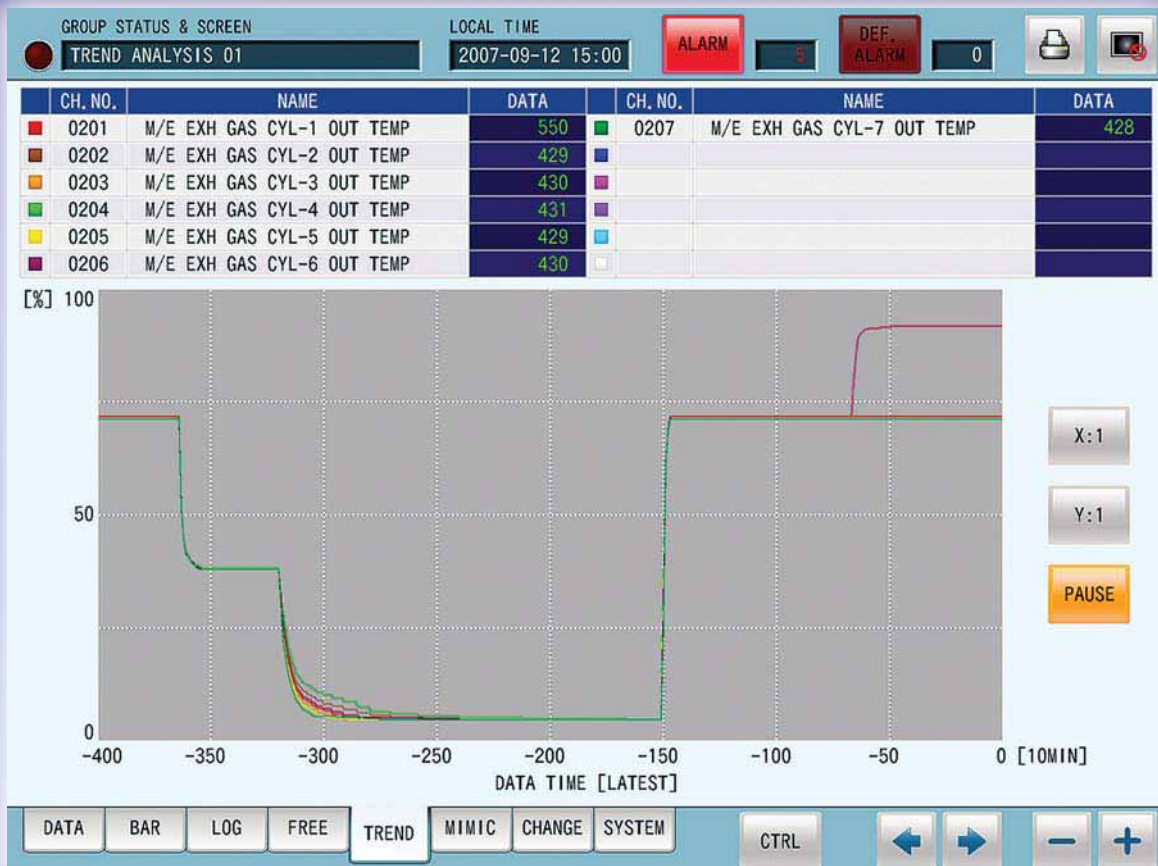 GROUP STATUS & SCREEN LOCAL TIME
TREND ANALYSIS 01 2007-09-12 15:00 ALARM 5 DEF. ALARM 0
CH. NO. NAME DATA CH. NO. NAME DATA
0201 M/E EXH GAS CYL-1 OUT TEMP 550 0207 M/E EXH GAS CYL-7 OUT TEMP 428
0202 M/E EXH GAS CYL-2 OUT TEMP 429
0203 M/E EXH GAS CYL-3 OUT TEMP 430
0204 M/E EXH GAS CYL-4 OUT TEMP 431
0205 M/E EXH GAS CYL-5 OUT TEMP 429
0206 M/E EXH GAS CYL-6 OUT TEMP 430
[%] 100
X:1
50 Y:1
PAUSE
0
-400 -350 -300 -250 -200 -150 -100 -50 0 [10MIN]
DATA TIME [LATEST]
DATA BAR LOG FREE TREND MIMIC CHANGE SYSTEM CTRL